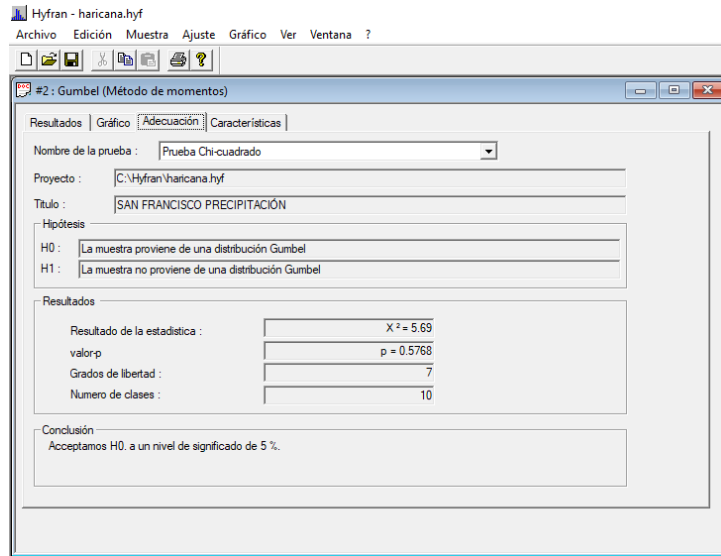 Hyfran - haricana.hyf
Archivo Edición Muestra Ajuste Gráfico Ver Ventana ?
#2 : Gumbel (Método de momentos)
Resultados Gráfico Adecuación Características
Nombre de la prueba : Prueba Chi-cuadrado
Proyecto : C:\Hyfran\haricana.hyf
Titulo : SAN FRANCISCO PRECIPITACIÓN
Hipótesis
H0 : La muestra proviene de una distribución Gumbel
H1 : La muestra no proviene de una distribución Gumbel
Resultados
Resultado de la estadistica : X ² = 5.69
valor-p p = 0.5768
Grados de libertad : 7
Numero de clases : 10
Conclusión
Acceptamos H0. a un nivel de significado de 5 %.